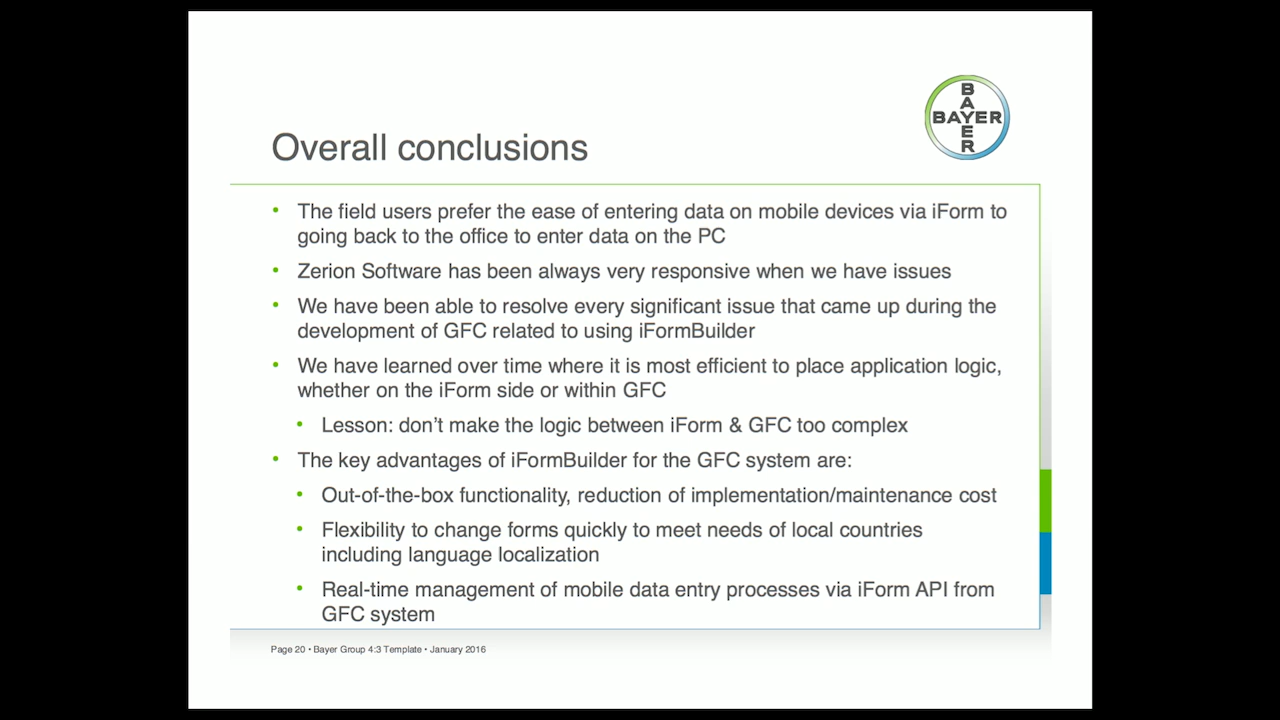 BAYER
BAYER
Overall conclusions
• The field users prefer the ease of entering data on mobile devices via iForm to
going back to the office to enter data on the PC
• Zerion Software has been always very responsive when we have issues
• We have been able to resolve every significant issue that came up during the
development of GFC related to using iFormBuilder
• We have learned over time where it is most efficient to place application logic,
whether on the iForm side or within GFC
• Lesson: don’t make the logic between iForm & GFC too complex
• The key advantages of iFormBuilder for the GFC system are:
• Out-of-the-box functionality, reduction of implementation/maintenance cost
• Flexibility to change forms quickly to meet needs of local countries
including language localization
• Real-time management of mobile data entry processes via iForm API from
GFC system
Page 20 • Bayer Group 4:3 Template • January 2016